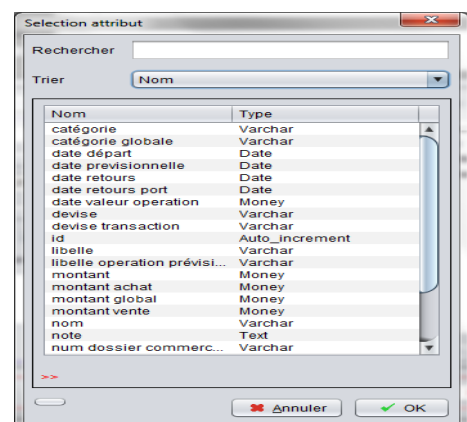 Selection attribut
Rechercher
Trier Nom
Nom Type
catégorie Varchar
catégorie globale Varchar
date départ Date
date previsionnelle Date
date retours Date
date retours port Date
date valeur operation Money
devise Varchar
devise transaction Varchar
id Auto_increment
libelle Varchar
libelle operation prévisi... Varchar
montant Money
montant achat Money
montant global Money
montant vente Money
nom Varchar
note Text
num dossier commerc... Varchar
>>
Annuler OK